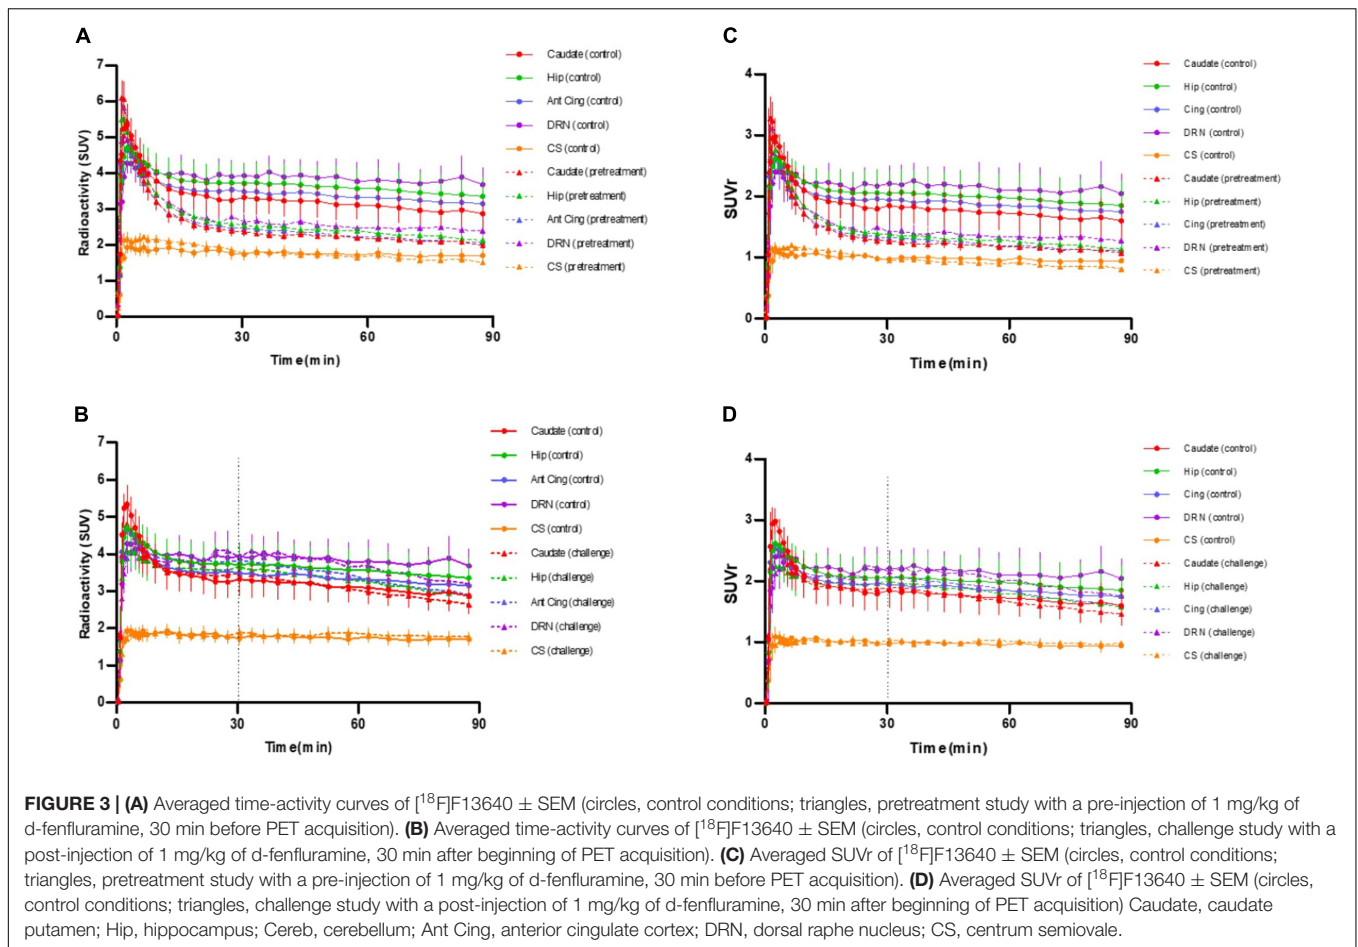 A
Radioactivity (SUV)
7
6
5
4
3
2
1
0
0 30 60 90
Time(min)
Caudate (control)
Hip (control)
Ant Cing (control)
DRN (control)
CS (control)
Caudate (pretreatment)
Hip (pretreatment)
Ant Cing (pretreatment)
DRN (pretreatment)
CS (pretreatment)
C
SUVr
4
3
2
1
0
0 30 60 90
Time (min)
Caudate (control)
Hip (control)
Cing (control)
DRN (control)
CS (control)
Caudate (pretreatment)
Hip (pretreatment)
Cing (pretreatment)
DRN (pretreatment)
CS (pretreatment)
B
Radioactivity (SUV)
7
6
5
4
3
2
1
0
0 30 60 90
Time(min)
Caudate (control)
Hip (control)
Ant Cing (control)
DRN (control)
CS (control)
Caudate (challenge)
Hip (challenge)
Ant Cing (challenge)
DRN (challenge)
CS (challenge)
D
SUVr
4
3
2
1
0
0 30 60 90
Time (min)
Caudate (control)
Hip (control)
Cing (control)
DRN (control)
CS (control)
Caudate (challenge)
Hip (challenge)
Cing (challenge)
DRN (challenge)
CS (challenge)
FIGURE 3 | (A) Averaged time-activity curves of [¹⁸F]F13640 ± SEM (circles, control conditions; triangles, pretreatment study with a pre-injection of 1 mg/kg of
d-fenfluramine, 30 min before PET acquisition). (B) Averaged time-activity curves of [¹⁸F]F13640 ± SEM (circles, control conditions; triangles, challenge study with a
post-injection of 1 mg/kg of d-fenfluramine, 30 min after beginning of PET acquisition). (C) Averaged SUVr of [¹⁸F]F13640 ± SEM (circles, control conditions;
triangles, pretreatment study with a pre-injection of 1 mg/kg of d-fenfluramine, 30 min before PET acquisition). (D) Averaged SUVr of [¹⁸F]F13640 ± SEM (circles,
control conditions; triangles, challenge study with a post-injection of 1 mg/kg of d-fenfluramine, 30 min after beginning of PET acquisition) Caudate, caudate
putamen; Hip, hippocampus; Cereb, cerebellum; Ant Cing, anterior cingulate cortex; DRN, dorsal raphe nucleus; CS, centrum semiovale.